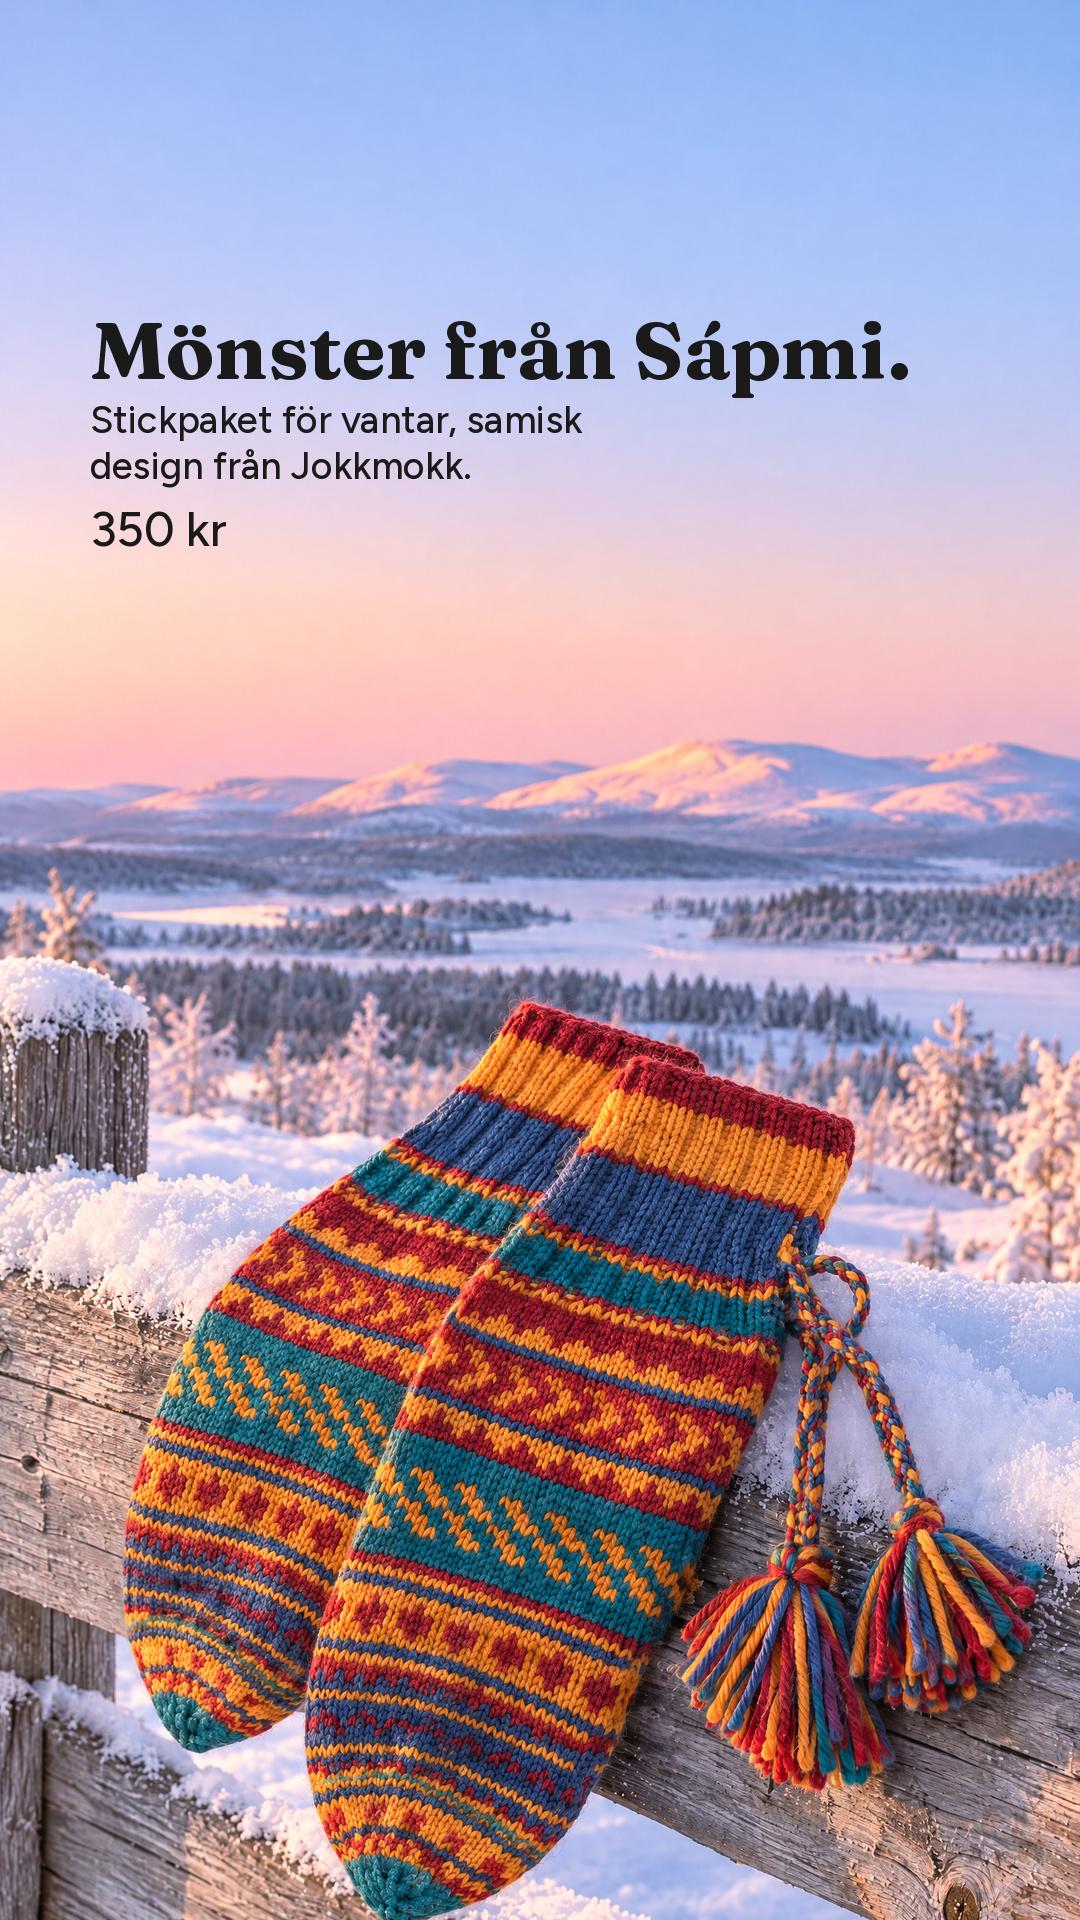 Mönster från Sápmi.
Stickpaket för vantar, samisk
design från Jokkmokk.
350 kr